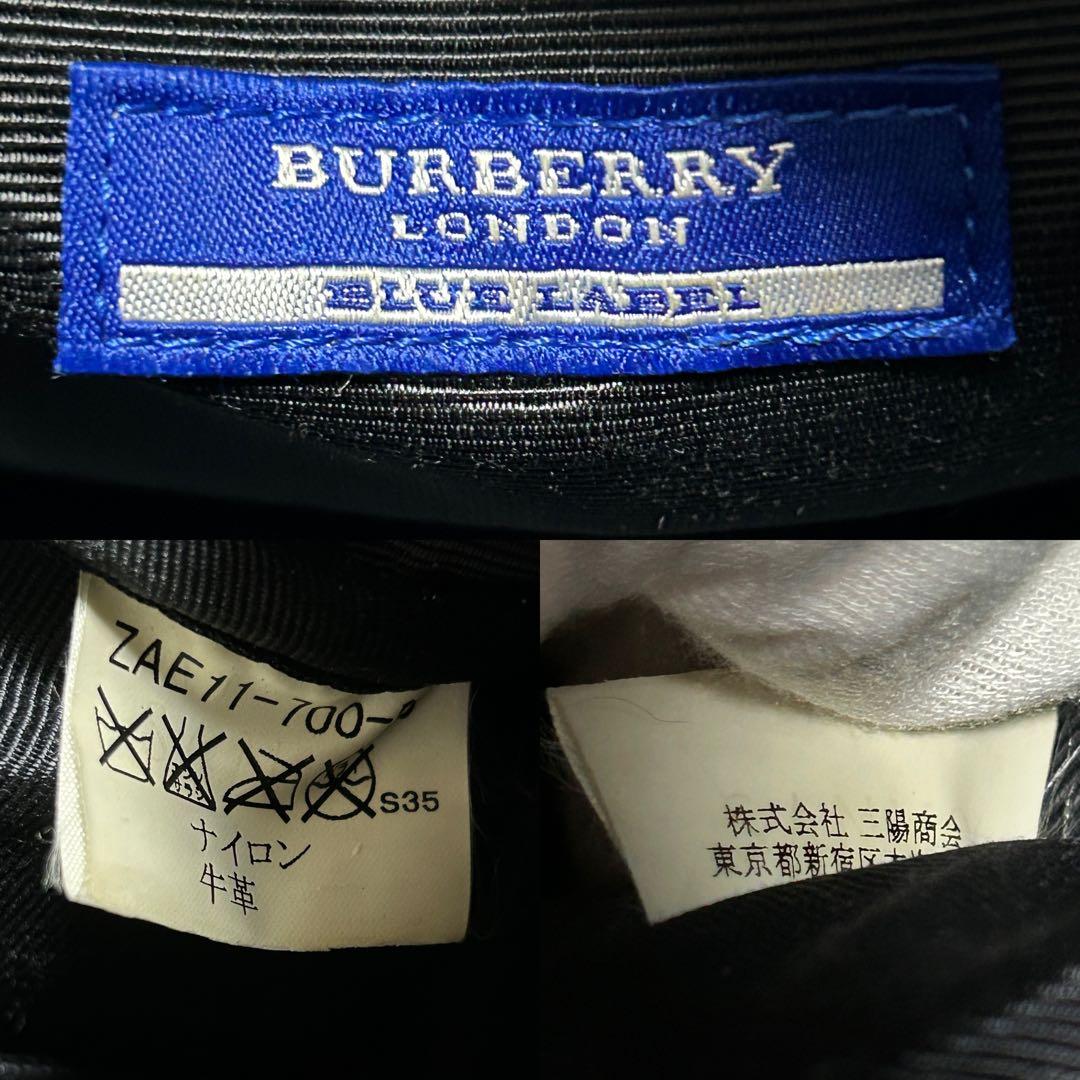 BURBERRY
LONDON
BLUE LABEL
ZAE11-700-
S35
ナイロン
牛革
株式会社 三陽商会
東京都新宿区